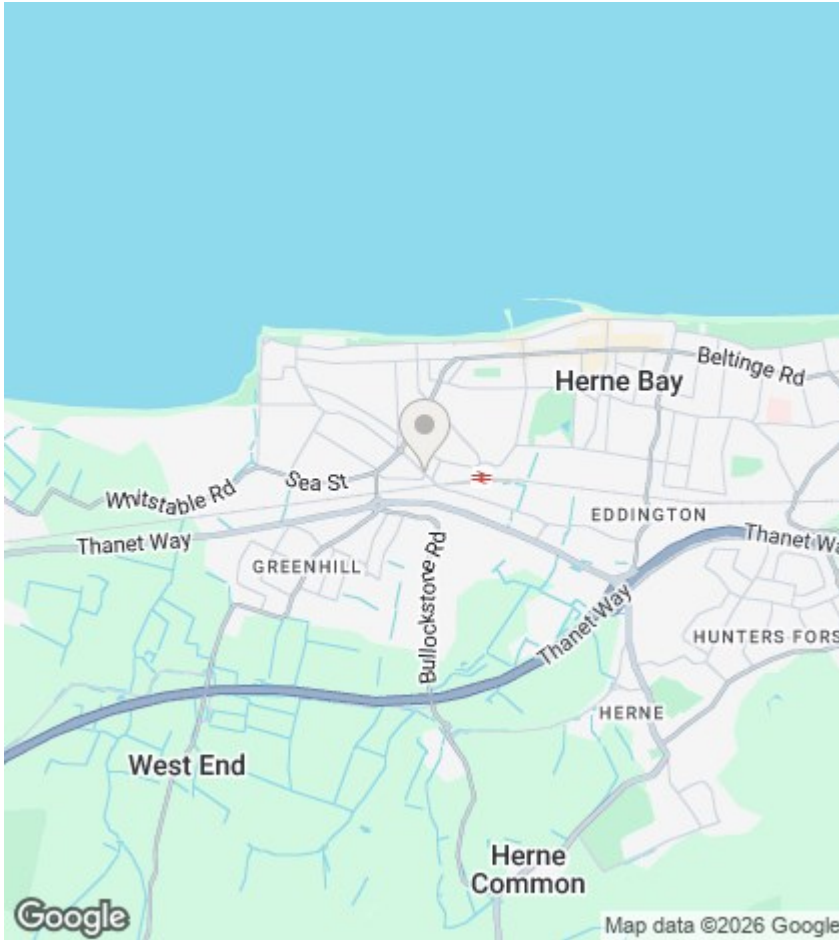 Beltinge Rd
Herne Bay
Sea St
Whitstable Rd
EDDINGTON
Thanet Way
Thanet Wa
GREENHILL
Bullockstone Rd
Thanet Way
HUNTERS FORS
HERNE
West End
Herne
Common
Google
Map data ©2026 Google